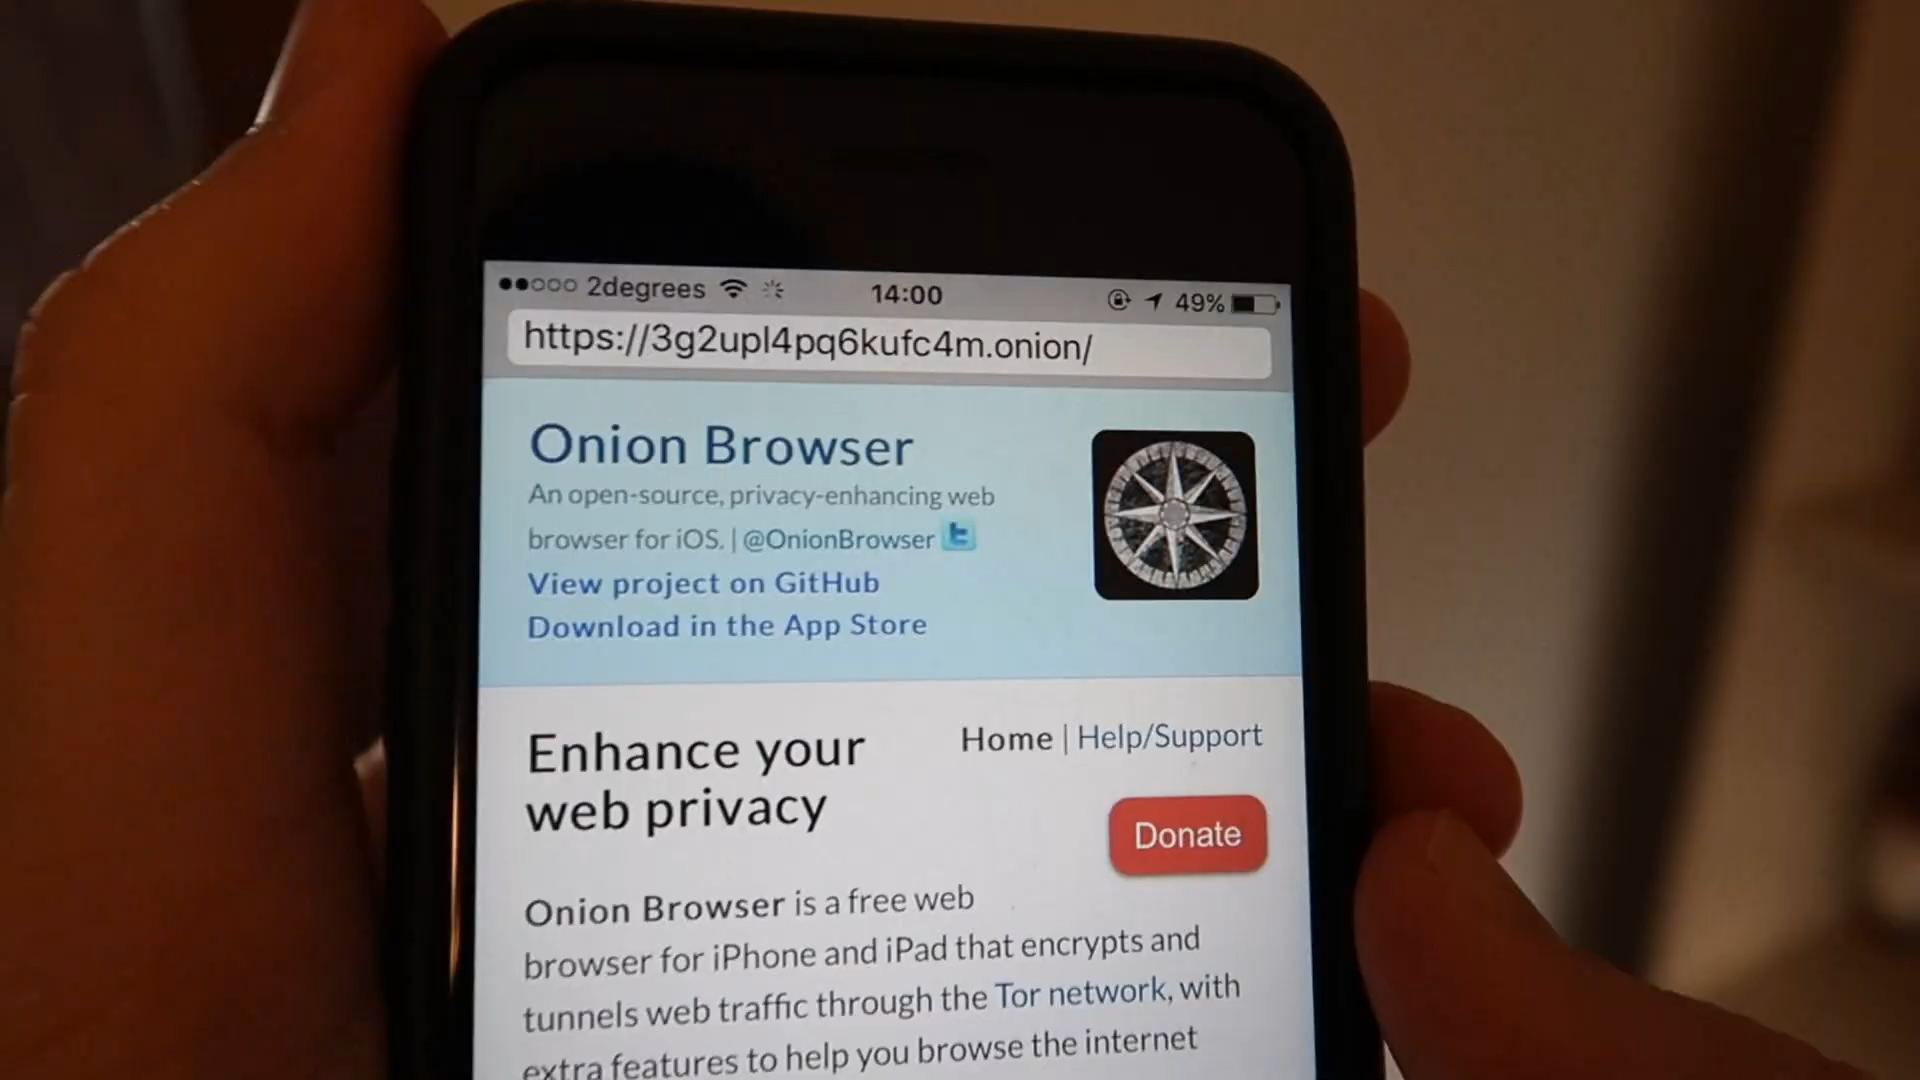 2degrees 14:00 49%
https://3g2upl4pq6kufc4m.onion/
Onion Browser
An open-source, privacy-enhancing web
browser for iOS. | @OnionBrowser
View project on GitHub
Download in the App Store
Enhance your
web privacy
Home | Help/Support
Donate
Onion Browser is a free web
browser for iPhone and iPad that encrypts and
tunnels web traffic through the Tor network, with
extra features to help you browse the internet